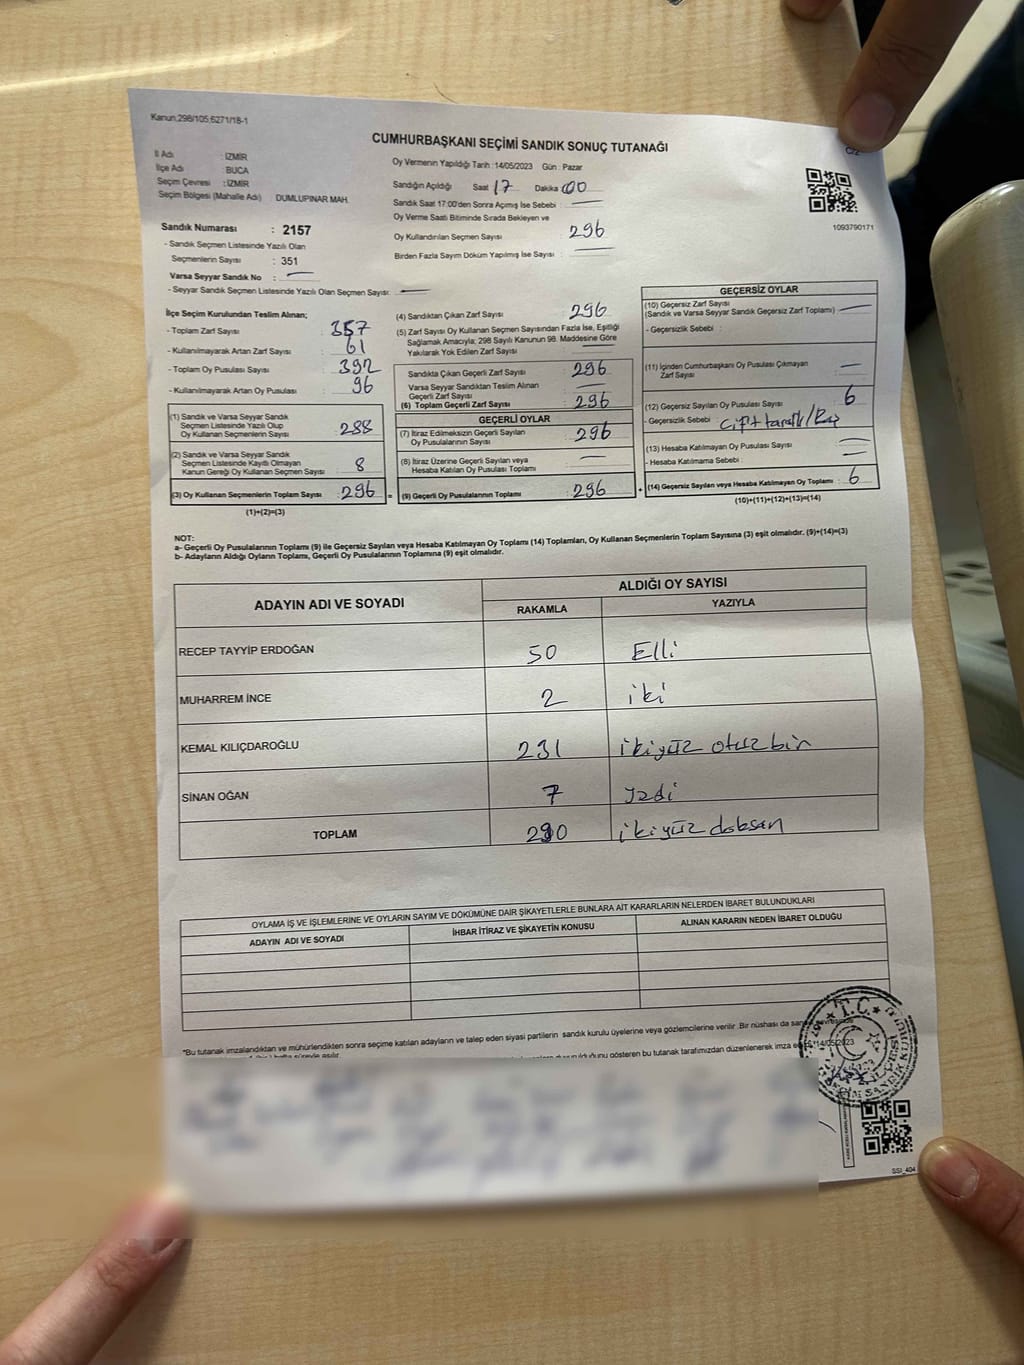 Kanun,298/105,6271/18-1
C/2
CUMHURBAŞKANI SEÇİMİ SANDIK SONUÇ TUTANAĞI
İl Adı : İZMİR
İlçe Adı : BUCA
Seçim Çevresi : İZMİR
Seçim Bölgesi (Mahalle Adı) : DUMLUPINAR MAH.
Sandık Numarası : 2157
- Sandık Seçmen Listesinde Yazılı Olan
Seçmenlerin Sayısı : 351
Varsa Seyyar Sandık No : —
- Seyyar Sandık Seçmen Listesinde Yazılı Olan Seçmen Sayısı: —
Oy Vermenin Yapıldığı Tarih : 14/05/2023 Gün : Pazar
Sandığın Açıldığı Saat 17 Dakika 00
Sandık Saat 17:00'den Sonra Açılmış İse Sebebi : —
Oy Verme Saati Bitiminde Sırada Bekleyen ve
Oy Kullandırılan Seçmen Sayısı : 296
Birden Fazla Sayım Döküm Yapılmış İse Sayısı : —
1093790171
İlçe Seçim Kurulundan Teslim Alınan;
- Toplam Zarf Sayısı : 357
- Kullanılmayarak Artan Zarf Sayısı : 61
- Toplam Oy Pusulası Sayısı : 392
- Kullanılmayarak Artan Oy Pusulası : 96
(1) Sandık ve Varsa Seyyar Sandık
Seçmen Listesinde Yazılı Olup
Oy Kullanan Seçmenlerin Sayısı : 288
(2) Sandık ve Varsa Seyyar Sandık
Seçmen Listesinde Kayıtlı Olmayan
Kanun Gereği Oy Kullanan Seçmen Sayısı : 8
(3) Oy Kullanan Seçmenlerin Toplam Sayısı : 296 =
(1)+(2)=(3)
(4) Sandıktan Çıkan Zarf Sayısı : 296
(5) Zarf Sayısı Oy Kullanan Seçmen Sayısından Fazla İse, Eşitliği
Sağlamak Amacıyla; 298 Sayılı Kanunun 98. Maddesine Göre
Yakılarak Yok Edilen Zarf Sayısı : —
Sandıkta Çıkan Geçerli Zarf Sayısı : 296
Varsa Seyyar Sandıktan Teslim Alınan
Geçerli Zarf Sayısı : —
(6) Toplam Geçerli Zarf Sayısı : 296
GEÇERLİ OYLAR
(7) İtiraz Edilmeksizin Geçerli Sayılan
Oy Pusulalarının Sayısı : 296
(8) İtiraz Üzerine Geçerli Sayılan veya
Hesaba Katılan Oy Pusulası Toplamı : —
(9) Geçerli Oy Pusulalarının Toplamı : 296 +
GEÇERSİZ OYLAR
(10) Geçersiz Zarf Sayısı
(Sandık ve Varsa Seyyar Sandık Geçersiz Zarf Toplamı) : —
- Geçersizlik Sebebi :
(11) İçinden Cumhurbaşkanı Oy Pusulası Çıkmayan
Zarf Sayısı : —
(12) Geçersiz Sayılan Oy Pusulası Sayısı : 6
- Geçersizlik Sebebi : çift taraflı/Boş
(13) Hesaba Katılmayan Oy Pusulası Sayısı : —
- Hesaba Katılmama Sebebi : —
(14) Geçersiz Sayılan veya Hesaba Katılmayan Oy Toplamı : 6
(10)+(11)+(12)+(13)=(14)
NOT:
a- Geçerli Oy Pusulalarının Toplamı (9) ile Geçersiz Sayılan veya Hesaba Katılmayan Oy Toplamı (14) Toplamları, Oy Kullanan Seçmenlerin Toplam Sayısına (3) eşit olmalıdır. (9)+(14)=(3)
b- Adayların Aldığı Oyların Toplamı, Geçerli Oy Pusulalarının Toplamına (9) eşit olmalıdır.
ADAYIN ADI VE SOYADI ALDIĞI OY SAYISI
RAKAMLA YAZIYLA
RECEP TAYYİP ERDOĞAN 50 Elli
MUHARREM İNCE 2 iki
KEMAL KILIÇDAROĞLU 231 ikiyüz otuz bir
SİNAN OĞAN 7 yedi
TOPLAM 290 ikiyüz doksan
OYLAMA İŞ VE İŞLEMLERİNE VE OYLARIN SAYIM VE DÖKÜMÜNE DAİR ŞİKAYETLERLE BUNLARA AİT KARARLARIN NELERDEN İBARET BULUNDUKLARI
ADAYIN ADI VE SOYADI İHBAR İTİRAZ VE ŞİKAYETİN KONUSU ALINAN KARARIN NEDEN İBARET OLDUĞU
*Bu tutanak imzalandıktan ve mühürlendikten sonra seçime katılan adayların ve talep eden siyasi partilerin sandık kurulu üyelerine veya gözlemcilerine verilir .Bir nüshası da
hafta süreyle asılır. olduğunu gösteren bu tutanak tarafımızdan düzenlenerek imza 14/05/2023
T.C.
SSİ_404